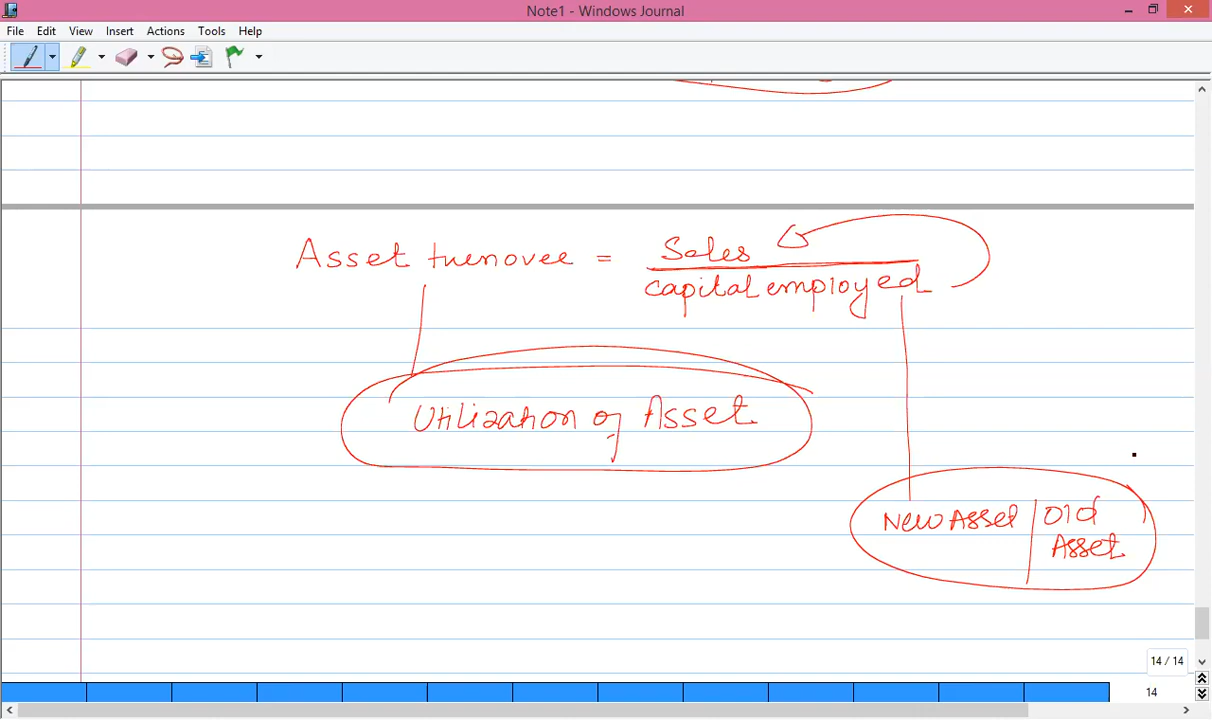 Note1 - Windows Journal
File Edit View Insert Actions Tools Help
Asset turnover = Sales
capital employed
Utilization of Asset
New Asset | Old
Asset
14 / 14
14